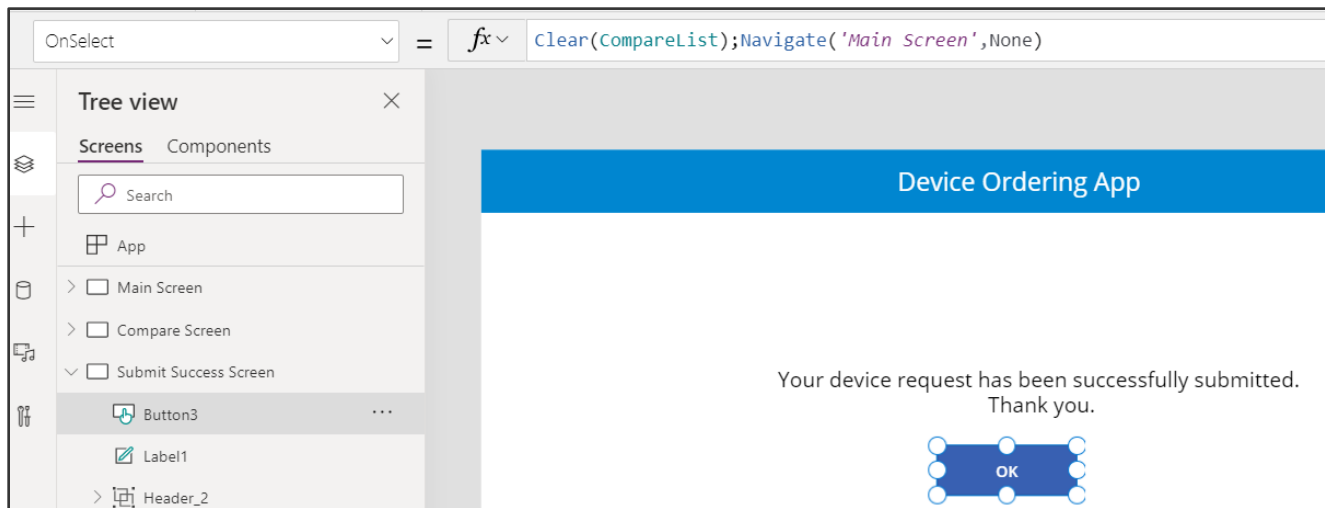 OnSelect = fx Clear(CompareList);Navigate('Main Screen',None)
Tree view
Screens Components
Search
App
Main Screen
Compare Screen
Submit Success Screen
Button3 ...
Label1
Header_2
Device Ordering App
Your device request has been successfully submitted.
Thank you.
OK